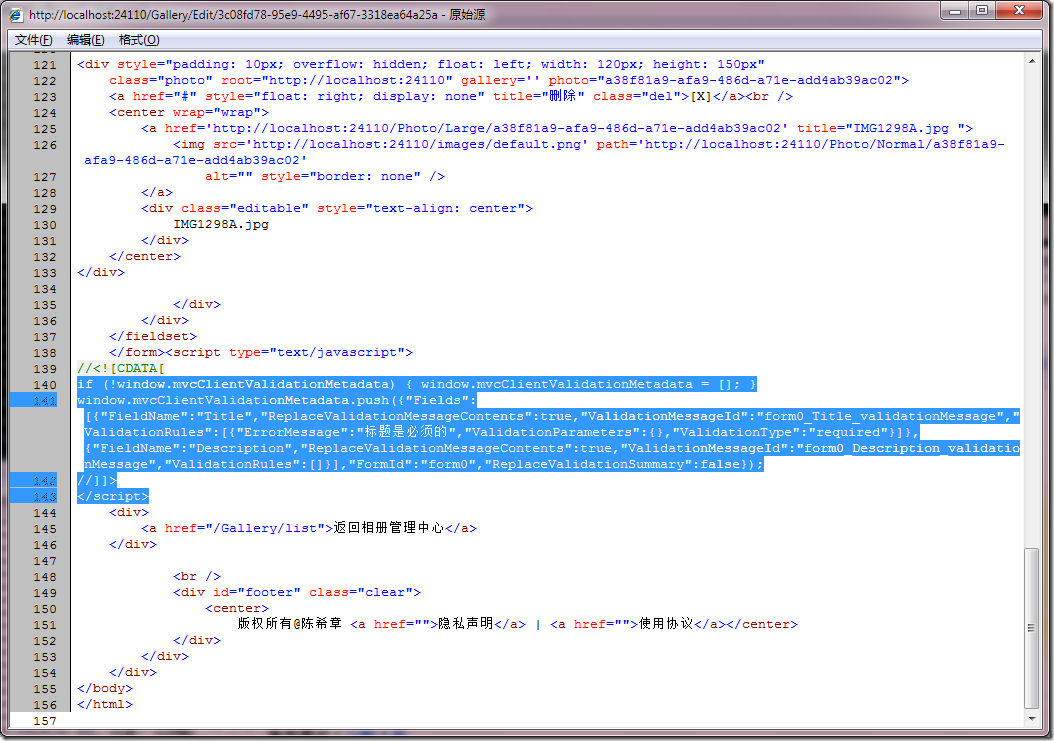 http://localhost:24110/Gallery/Edit/3c08fd78-95e9-4495-af67-3318ea64a25a - 原始源
文件(F) 编辑(E) 格式(O)
121 <div style="padding: 10px; overflow: hidden; float: left; width: 120px; height: 150px"
122 class="photo" root="http://localhost:24110" gallery='' photo="a38f81a9-afa9-486d-a71e-add4ab39ac02">
123 <a href="#" style="float: right; display: none" title="删除" class="del">[X]</a><br />
124 <center wrap="wrap">
125 <a href='http://localhost:24110/Photo/Large/a38f81a9-afa9-486d-a71e-add4ab39ac02' title="IMG1298A.jpg ">
126 <img src='http://localhost:24110/images/default.png' path='http://localhost:24110/Photo/Normal/a38f81a9-
afa9-486d-a71e-add4ab39ac02'
127 alt="" style="border: none" />
128 </a>
129 <div class="editable" style="text-align: center">
130 IMG1298A.jpg
131 </div>
132 </center>
133 </div>
134
135 </div>
136 </div>
137 </fieldset>
138 </form><script type="text/javascript">
139 //<![CDATA[
140 if (!window.mvcClientValidationMetadata) { window.mvcClientValidationMetadata = []; }
141 window.mvcClientValidationMetadata.push({"Fields":
[{"FieldName":"Title","ReplaceValidationMessageContents":true,"ValidationMessageId":"form0_Title_validationMessage","
ValidationRules":[{"ErrorMessage":"标题是必须的","ValidationParameters":{},"ValidationType":"required"}]},
{"FieldName":"Description","ReplaceValidationMessageContents":true,"ValidationMessageId":"form0_Description_validatio
nMessage","ValidationRules":[]}],"FormId":"form0","ReplaceValidationSummary":false});
142 //]]>
143 </script>
144 <div>
145 <a href="/Gallery/list">返回相册管理中心</a>
146 </div>
147
148 <br />
149 <div id="footer" class="clear">
150 <center>
151 版权所有@陈希章 <a href="">隐私声明</a> | <a href="">使用协议</a></center>
152 </div>
153 </div>
154 </div>
155 </body>
156 </html>
157